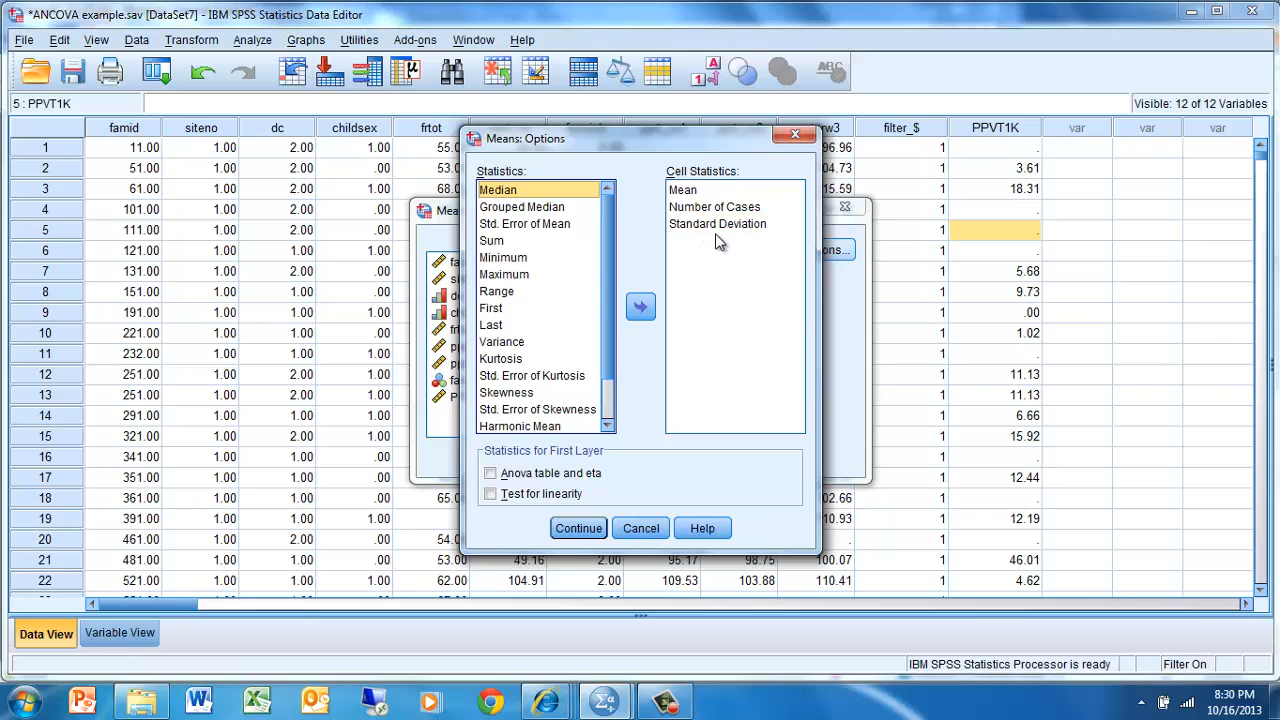 *ANCOVA example.sav [DataSet7] - IBM SPSS Statistics Data Editor
File Edit View Data Transform Analyze Graphs Utilities Add-ons Window Help
5 : PPVT1K
Visible: 12 of 12 Variables
famid siteno dc childsex frtot filter_$ PPVT1K var var var
1 11.00 1.00 2.00 1.00 55.0 96.96 1 .
2 51.00 1.00 2.00 .00 53.0 04.73 1 3.61
3 61.00 1.00 2.00 1.00 68.0 15.59 1 18.31
4 101.00 1.00 2.00 .00 1 .
5 111.00 1.00 2.00 .00 1 .
6 121.00 1.00 2.00 .00 1 .
7 131.00 1.00 2.00 .00 1 5.68
8 151.00 1.00 2.00 1.00 1 9.73
9 191.00 1.00 1.00 .00 1 .00
10 221.00 1.00 1.00 .00 1 1.02
11 232.00 1.00 1.00 .00 1 .
12 251.00 1.00 2.00 1.00 1 11.13
13 251.00 1.00 2.00 1.00 1 11.13
14 291.00 1.00 1.00 .00 1 6.66
15 321.00 1.00 2.00 1.00 1 15.92
16 341.00 1.00 1.00 .00 1 .
17 351.00 1.00 1.00 .00 1 12.44
18 361.00 1.00 1.00 .00 65.0 02.66 1 .
19 391.00 1.00 1.00 .00 10.93 1 12.19
20 461.00 1.00 2.00 .00 54.0 . 1 .
21 481.00 1.00 1.00 .00 53.00 49.16 2.00 95.17 98.75 100.07 1 46.01
22 521.00 1.00 1.00 1.00 62.00 104.91 2.00 109.53 103.88 110.41 1 4.62
Means: Options
Statistics:
Median
Grouped Median
Std. Error of Mean
Sum
Minimum
Maximum
Range
First
Last
Variance
Kurtosis
Std. Error of Kurtosis
Skewness
Std. Error of Skewness
Harmonic Mean
Cell Statistics:
Mean
Number of Cases
Standard Deviation
Statistics for First Layer
Anova table and eta
Test for linearity
Continue Cancel Help
Data View Variable View
IBM SPSS Statistics Processor is ready Filter On
8:30 PM
10/16/2013